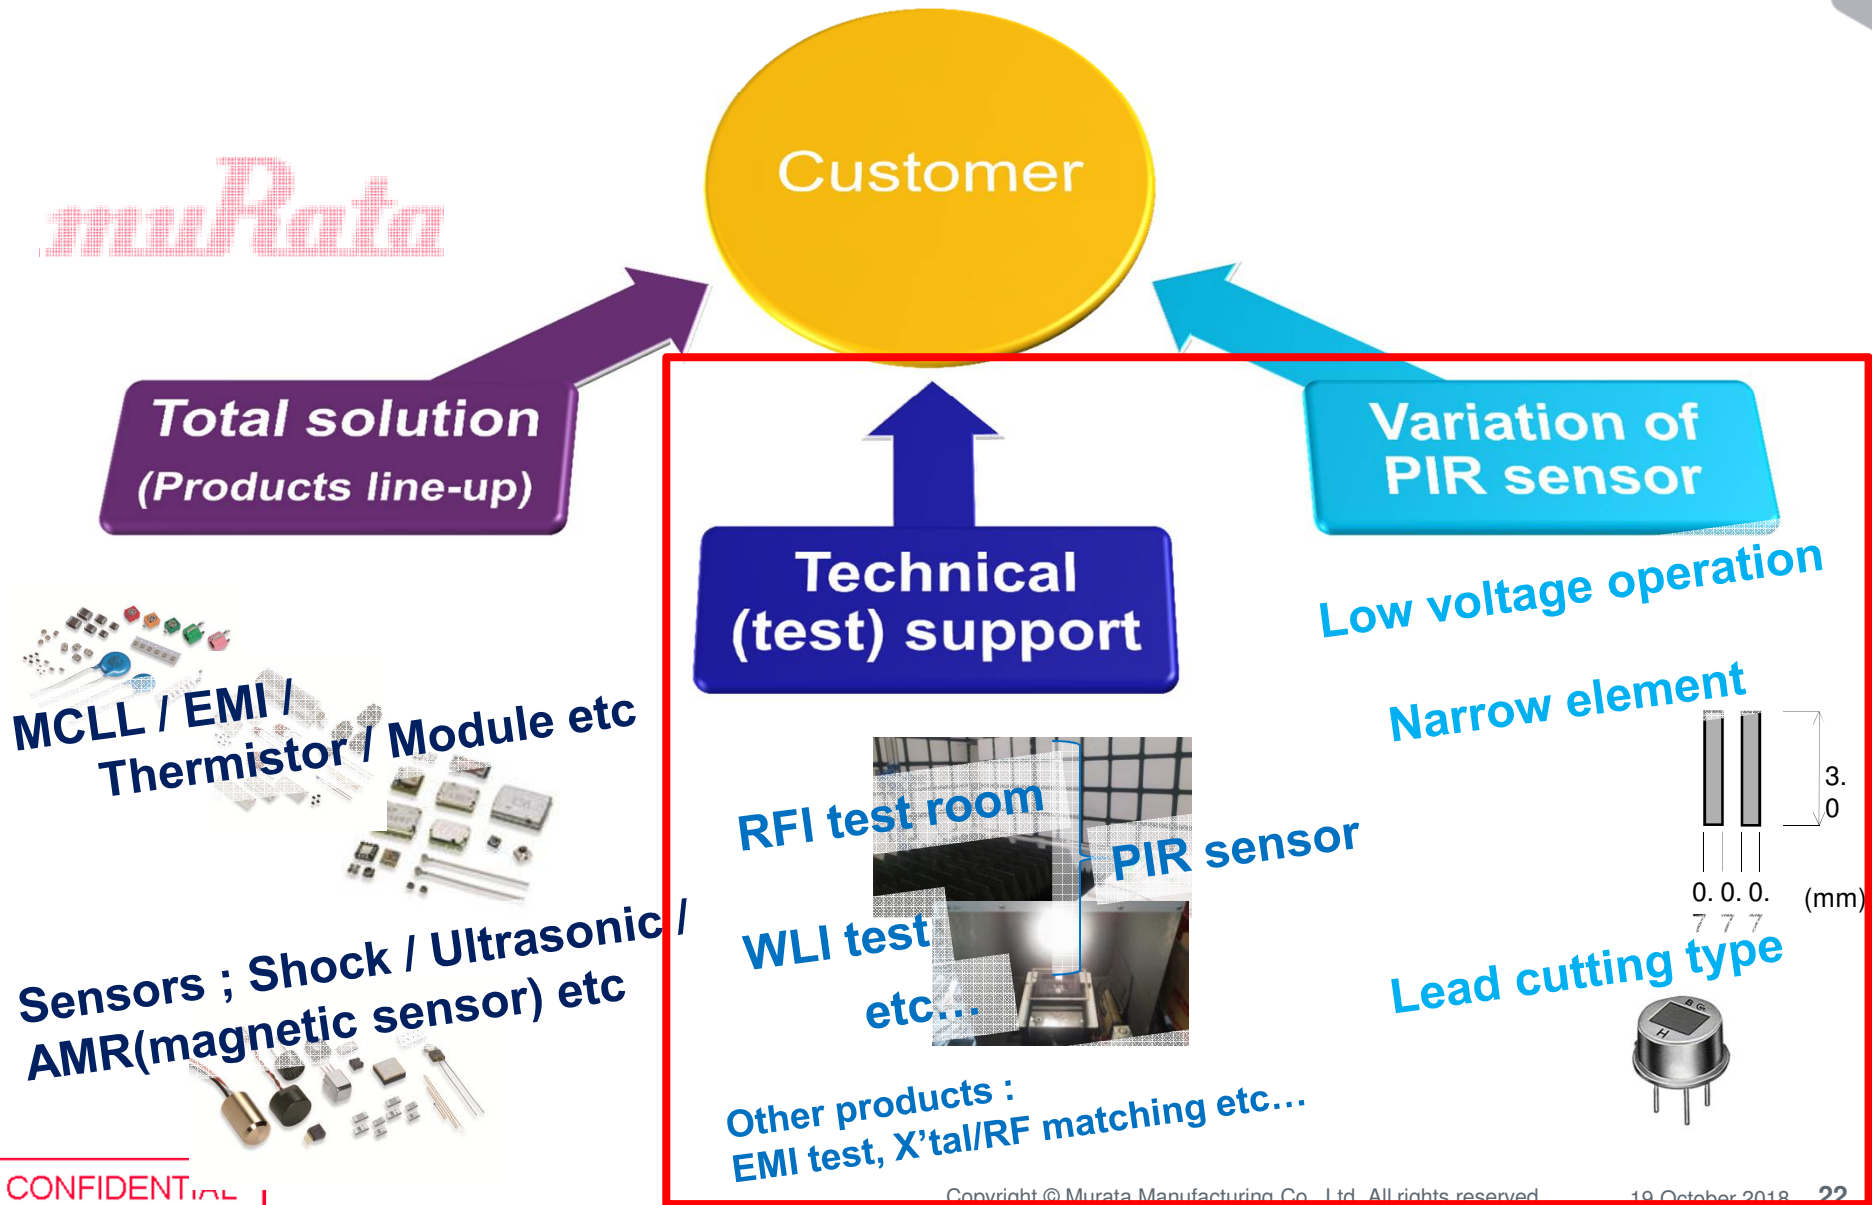 Customer
muRata
Total solution
(Products line-up)
Technical
(test) support
Variation of
PIR sensor
MCLL / EMI /
Thermistor / Module etc
Sensors ; Shock / Ultrasonic /
AMR(magnetic sensor) etc
RFI test room
PIR sensor
WLI test
etc…
Other products :
EMI test, X’tal/RF matching etc…
Low voltage operation
Narrow element
3.
0
0. 0. 0.
7 7 7
(mm)
Lead cutting type
CONFIDENTIAL
Copyright © Murata Manufacturing Co., Ltd. All rights reserved.
19 October 2018
22